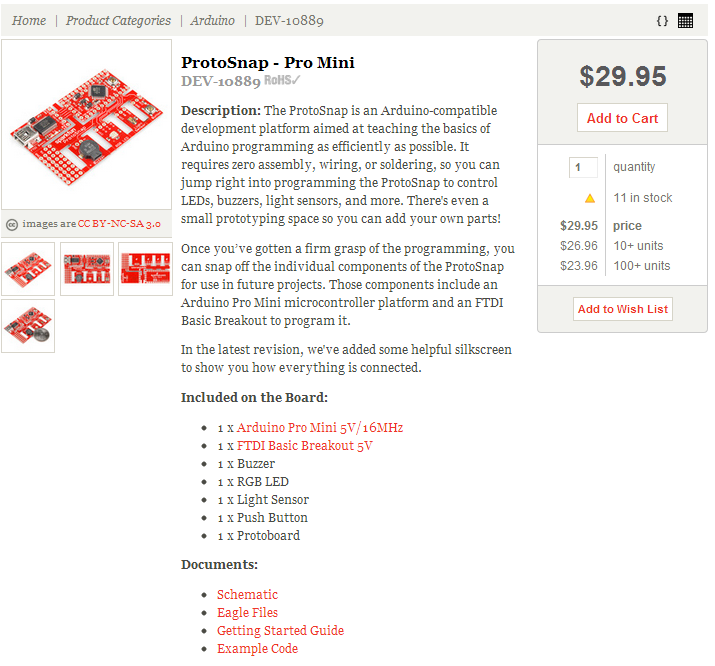 Home | Product Categories | Arduino | DEV-10889 {}
ProtoSnap - Pro Mini
DEV-10889 RoHS✓
Description: The ProtoSnap is an Arduino-compatible
development platform aimed at teaching the basics of
Arduino programming as efficiently as possible. It
requires zero assembly, wiring, or soldering, so you can
jump right into programming the ProtoSnap to control
LEDs, buzzers, light sensors, and more. There's even a
small prototyping space so you can add your own parts!
Once you've gotten a firm grasp of the programming, you
can snap off the individual components of the ProtoSnap
for use in future projects. Those components include an
Arduino Pro Mini microcontroller platform and an FTDI
Basic Breakout to program it.
In the latest revision, we've added some helpful silkscreen
to show you how everything is connected.
Included on the Board:
1 x Arduino Pro Mini 5V/16MHz
1 x FTDI Basic Breakout 5V
1 x Buzzer
1 x RGB LED
1 x Light Sensor
1 x Push Button
1 x Protoboard
Documents:
Schematic
Eagle Files
Getting Started Guide
Example Code
cc images are CC BY-NC-SA 3.0
$29.95
Add to Cart
1 quantity
11 in stock
$29.95 price
$26.96 10+ units
$23.96 100+ units
Add to Wish List